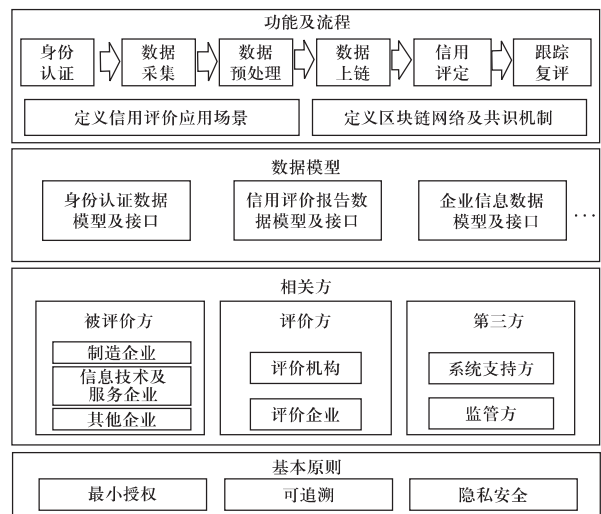 功能及流程
身份 数据 数据 数据 信用 跟踪
认证 采集 预处理 上链 评定 复评
定义信用评价应用场景 定义区块链网络及共识机制
数据模型
身份认证数据 信用评价报告数 企业信息数据
模型及接口 据模型及接口 模型及接口 ...
相关方
被评价方 评价方 第三方
制造企业
信息技术及 评价机构 系统支持方
服务企业
其他企业 评价企业 监管方
基本原则
最小授权 可追溯 隐私安全